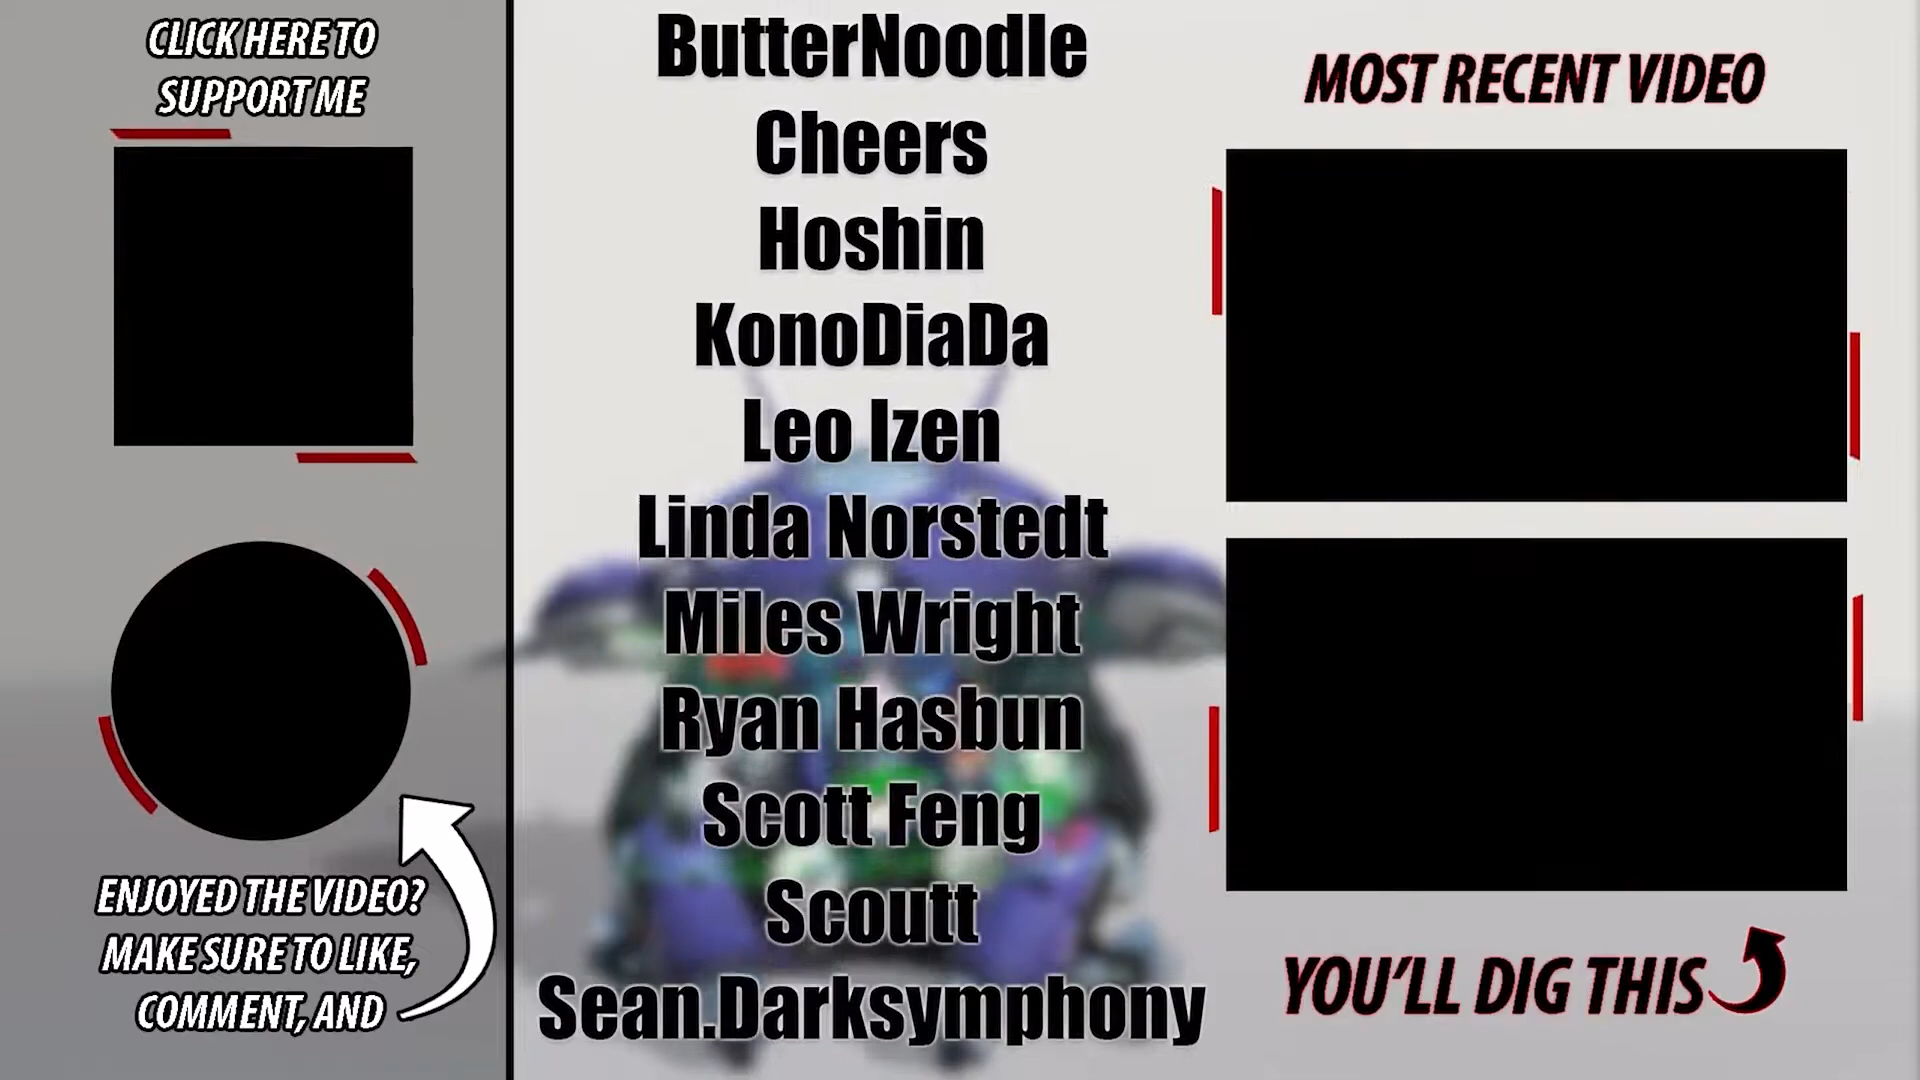 CLICK HERE TO
SUPPORT ME
ENJOYED THE VIDEO?
MAKE SURE TO LIKE,
COMMENT, AND
ButterNoodle
Cheers
Hoshin
KonoDiaDa
Leo Izen
Linda Norstedt
Miles Wright
Ryan Hasbun
Scott Feng
Scoutt
Sean.Darksymphony
MOST RECENT VIDEO
YOU'LL DIG THIS